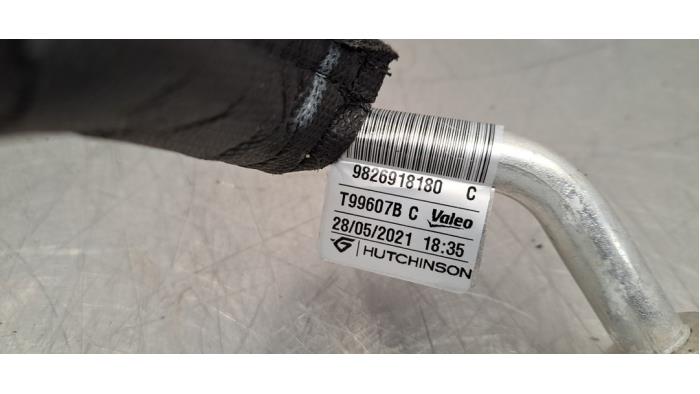 9826918180 C
T99607B C Valeo
28/05/2021 18:35
HUTCHINSON